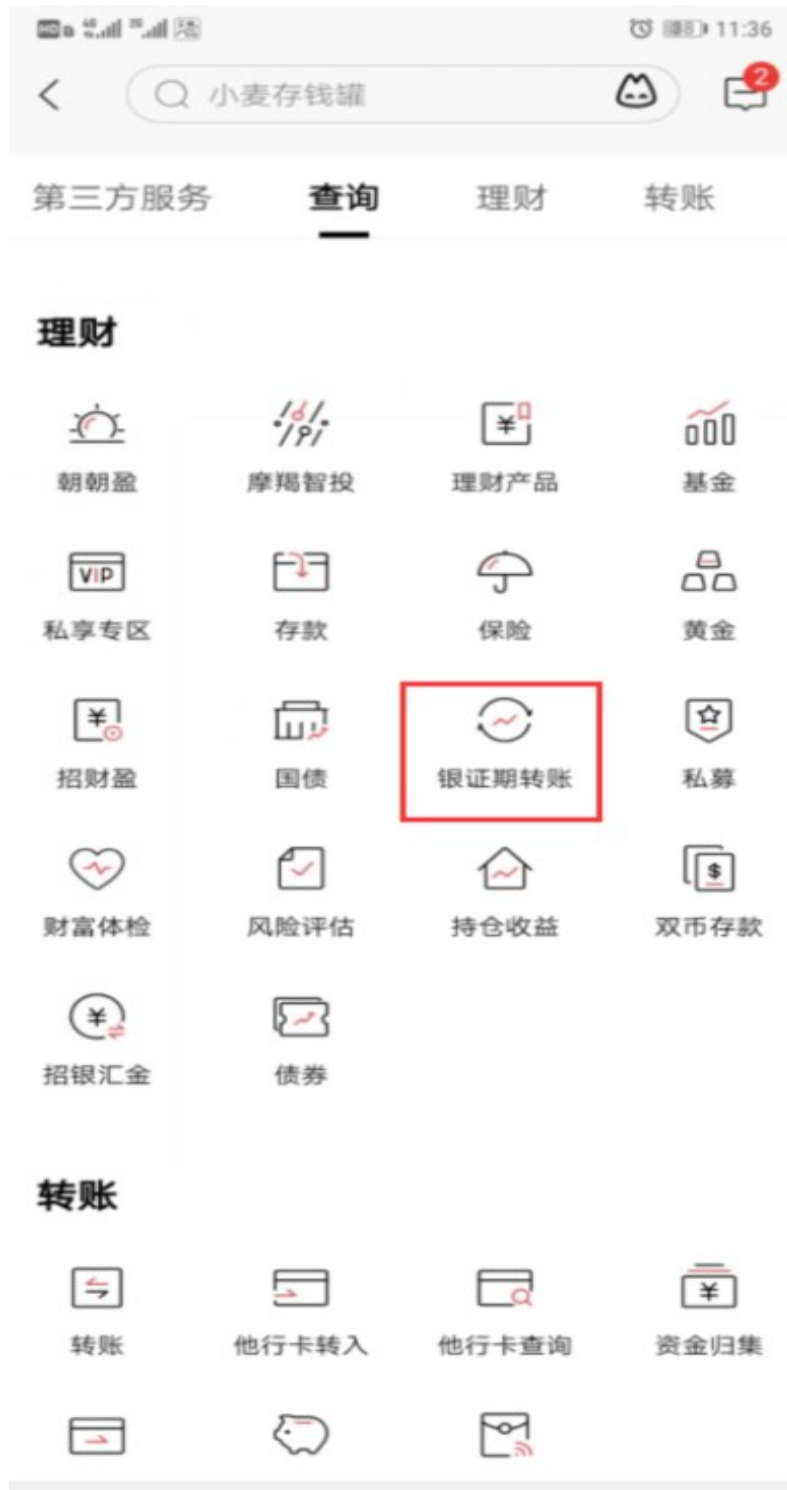 11:36
小麦存钱罐
2
第三方服务 查询 理财 转账
理财
朝朝盈 摩羯智投 理财产品 基金
VIP
私享专区 存款 保险 黄金
招财盈 国债 银证期转账 私募
财富体检 风险评估 持仓收益 双币存款
招银汇金 债券
转账
转账 他行卡转入 他行卡查询 资金归集